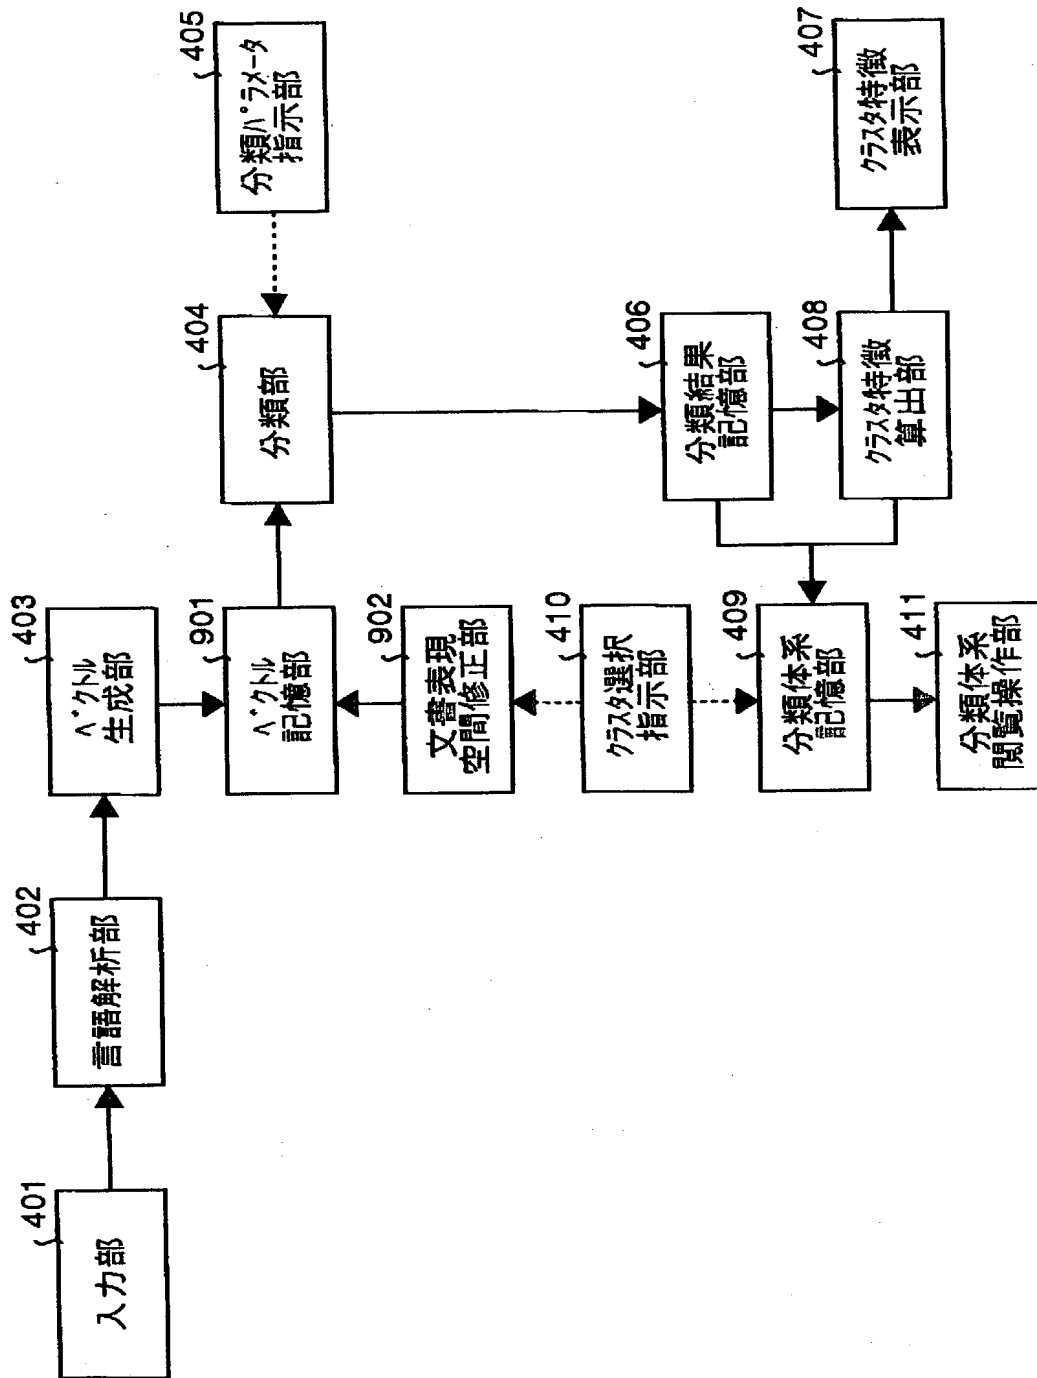 401
入力部
402
言語解析部
403
ベクトル
生成部
901
ベクトル
記憶部
902
文書表現
空間修正部
410
クラスタ選択
指示部
409
分類体系
記憶部
411
分類体系
閲覧操作部
404
分類部
406
分類結果
記憶部
408
クラスタ特徴
算出部
405
分類パラメータ
指示部
407
クラスタ特徴
表示部